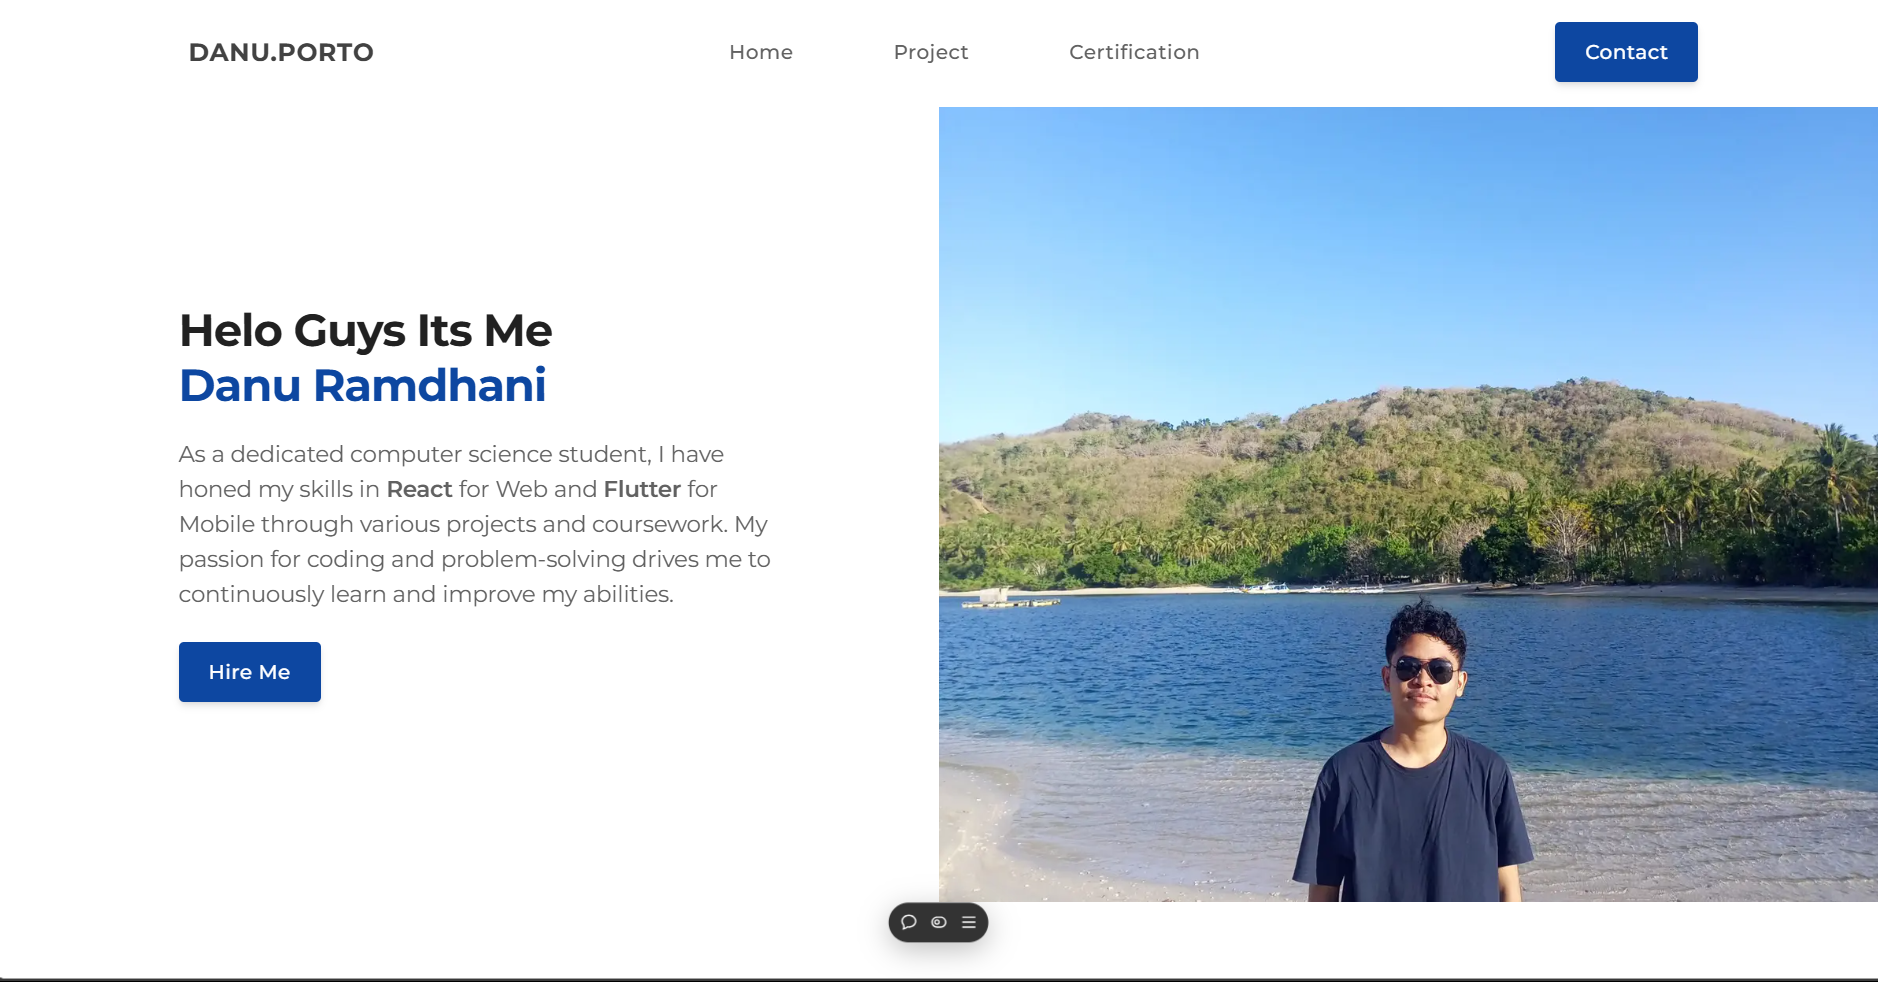 DANU.PORTO
Home
Project
Certification
Contact
Helo Guys Its Me
Danu Ramdhani
As a dedicated computer science student, I have
honed my skills in React for Web and Flutter for
Mobile through various projects and coursework. My
passion for coding and problem-solving drives me to
continuously learn and improve my abilities.
Hire Me